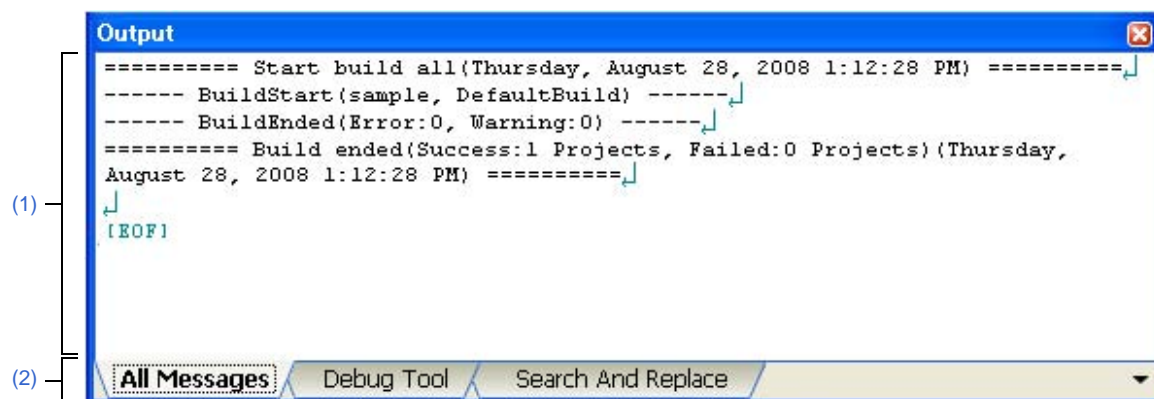 Output
========== Start build all(Thursday, August 28, 2008 1:12:28 PM) ==========↲
------ BuildStart(sample, DefaultBuild) ------↲
------ BuildEnded(Error:0, Warning:0) ------↲
========== Build ended(Success:1 Projects, Failed:0 Projects)(Thursday,
August 28, 2008 1:12:28 PM) ==========↲
↲
(1)
[EOF]
(2)
All Messages Debug Tool Search And Replace